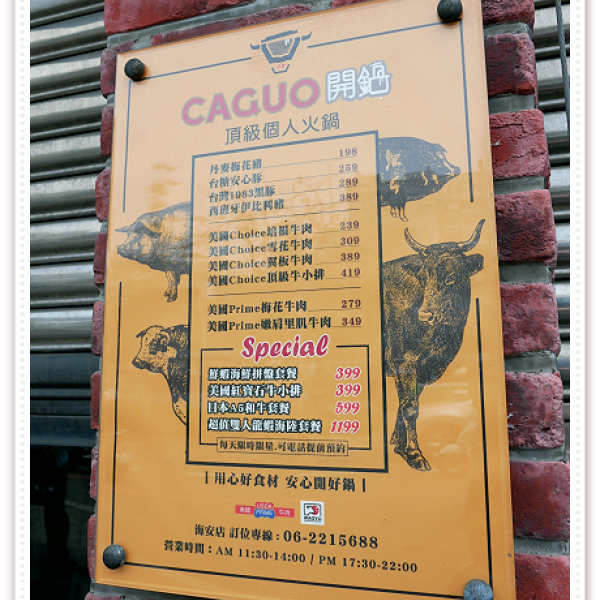 CAGUO 開鍋
頂級個人火鍋
丹麥梅花豬 198
台糖安心豚 259
台灣1983黑豚 289
西班牙伊比利豬 389
美國Choice培根牛肉 239
美國Choice雪花牛肉 309
美國Choice翼板牛肉 389
美國Choice頂級牛小排 419
美國Prime梅花牛肉 279
美國Prime嫩肩里肌牛肉 349
Special
鮮蝦海鮮拼盤套餐 399
美國紅寶石牛小排 399
日本A5和牛套餐 599
超值雙人龍蝦海陸套餐 1199
每天限時限量,可電話提前預約
用心好食材 安心開好鍋
美國 USDA PRIME 牛肉
WAGYU
海安店 訂位專線：06-2215688
營業時間：AM 11:30-14:00 / PM 17:30-22:00